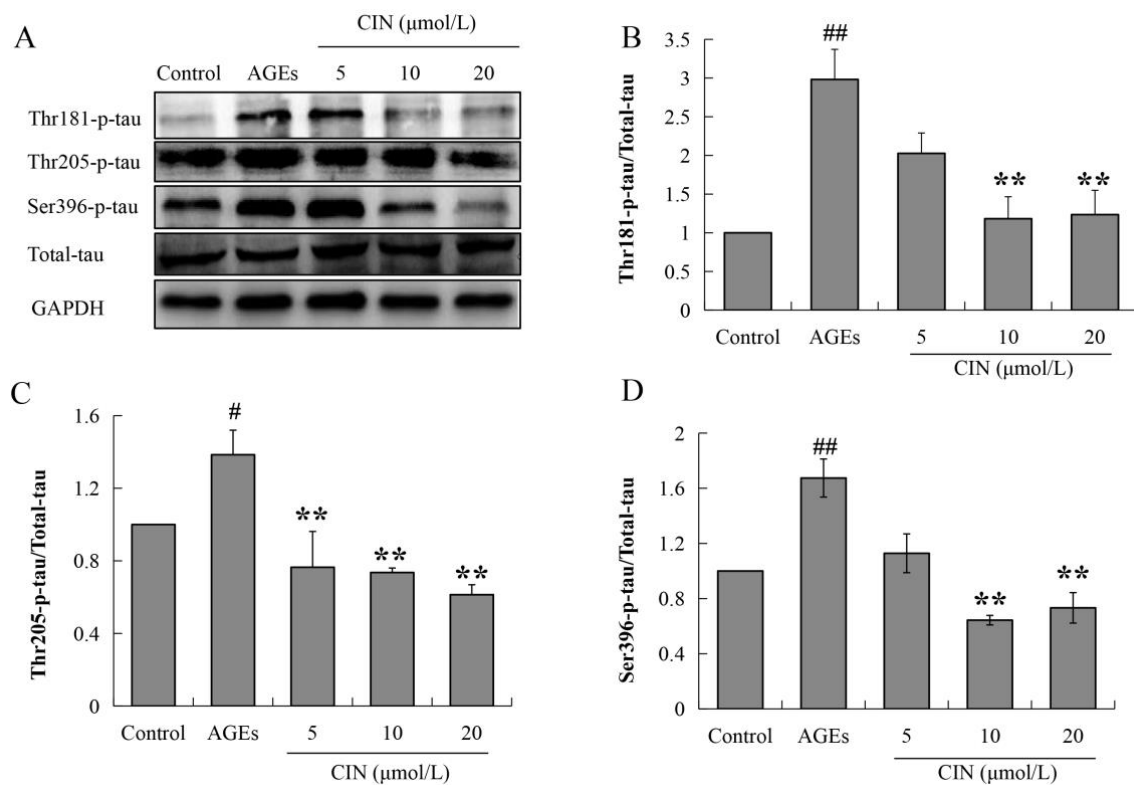 A
CIN (μmol/L)
Control AGEs 5 10 20
Thr181-p-tau
Thr205-p-tau
Ser396-p-tau
Total-tau
GAPDH
B
Thr181-p-tau/Total-tau
4
3.5
3
2.5
2
1.5
1
0.5
0
##
**
**
Control AGEs 5 10 20
CIN (μmol/L)
C
Thr205-p-tau/Total-tau
1.6
1.2
0.8
0.4
0
#
**
**
**
Control AGEs 5 10 20
CIN (μmol/L)
D
Ser396-p-tau/Total-tau
2
1.6
1.2
0.8
0.4
0
##
**
**
Control AGEs 5 10 20
CIN (μmol/L)